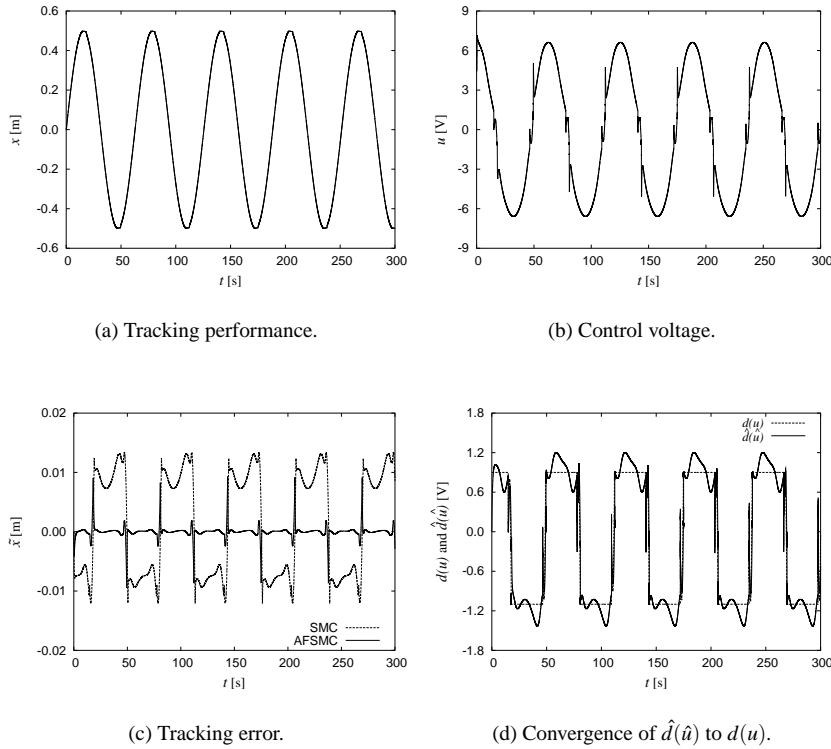 0.6
0.4
0.2
0.0
-0.2
-0.4
-0.6
x [m]
0 50 100 150 200 250 300
t [s]
(a) Tracking performance.
9
6
3
0
-3
-6
-9
u [V]
0 50 100 150 200 250 300
t [s]
(b) Control voltage.
0.02
0.01
0.00
-0.01
-0.02
x̃ [m]
SMC
AFSMC
0 50 100 150 200 250 300
t [s]
(c) Tracking error.
1.8
1.2
0.6
0.0
-0.6
-1.2
-1.8
d(u) and d̂(û) [V]
d(u)
d̂(û)
0 50 100 150 200 250 300
t [s]
(d) Convergence of d̂(û) to d(u).